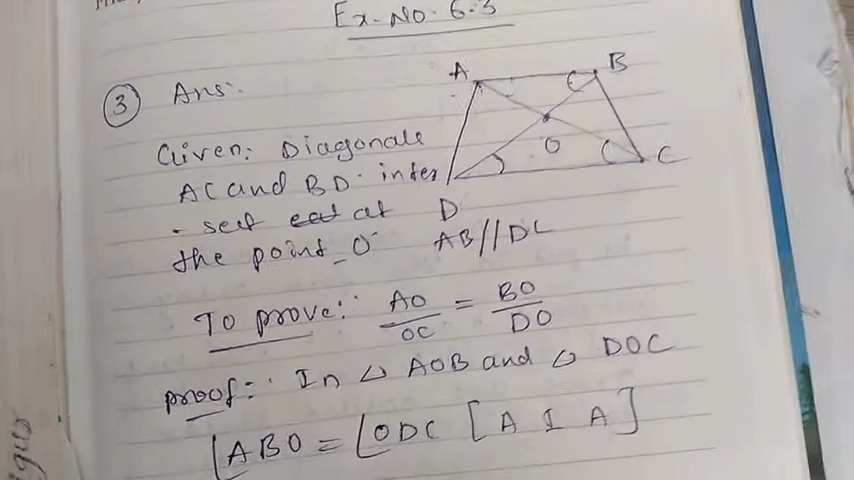 Ex. No. 6.3
3 Ans:
A B
Given: Diagonals
AC and BD. inter
O C
. sect at
D
the point O
AB//DC
To prove: AO/OC = BO/DO
proof: In △ AOB and △ DOC
∠ABO = ∠ODC [A I A]